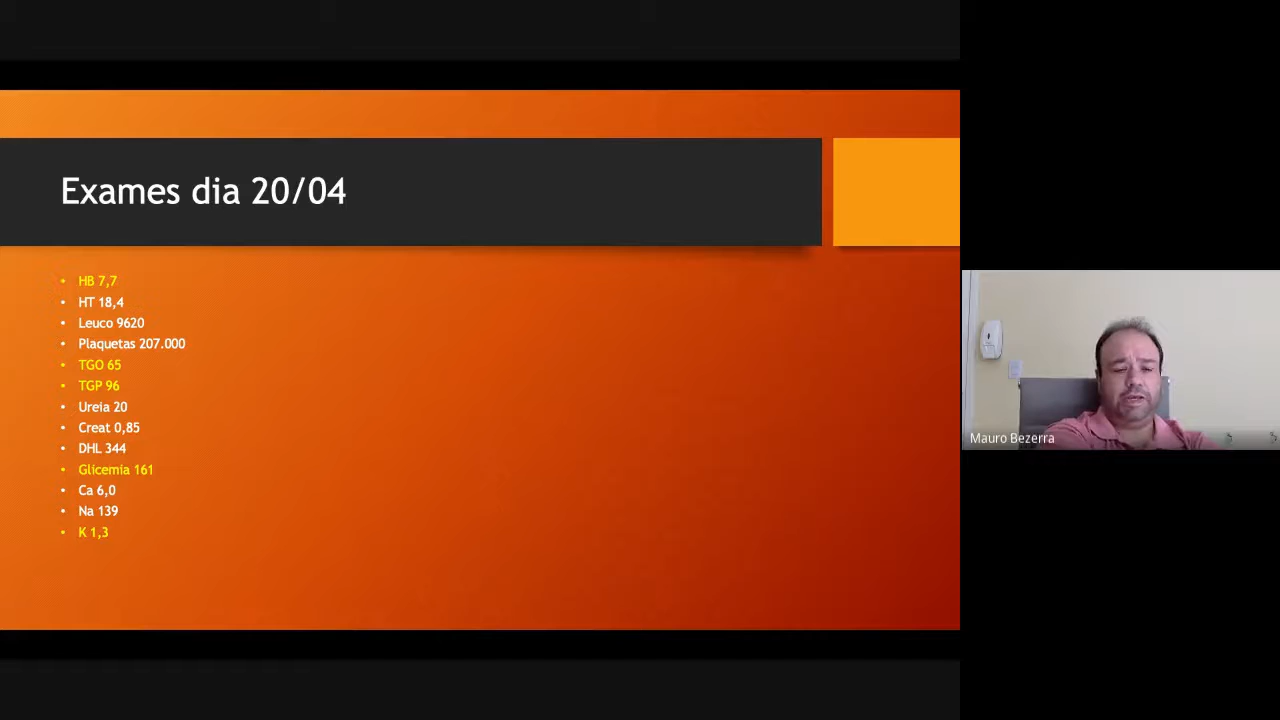 Exames dia 20/04
• HB 7,7
• HT 18,4
• Leuco 9620
• Plaquetas 207.000
• TGO 65
• TGP 96
• Ureia 20
• Creat 0,85
• DHL 344
• Glicemia 161
• Ca 6,0
• Na 139
• K 1,3
Mauro Bezerra